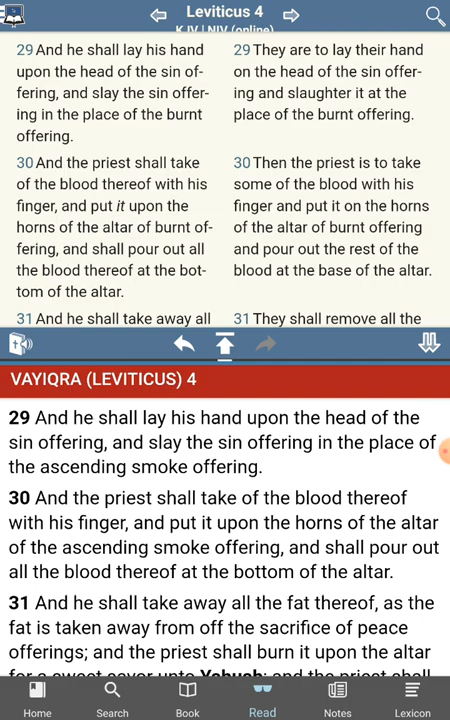 Leviticus 4
KJV | NIV (online)
29 And he shall lay his hand
upon the head of the sin of-
fering, and slay the sin offer-
ing in the place of the burnt
offering.
30 And the priest shall take
of the blood thereof with his
finger, and put it upon the
horns of the altar of burnt of-
fering, and shall pour out all
the blood thereof at the bot-
tom of the altar.
31 And he shall take away all
29 They are to lay their hand
on the head of the sin offer-
ing and slaughter it at the
place of the burnt offering.
30 Then the priest is to take
some of the blood with his
finger and put it on the horns
of the altar of burnt offering
and pour out the rest of the
blood at the base of the altar.
31 They shall remove all the
VAYIQRA (LEVITICUS) 4
29 And he shall lay his hand upon the head of the
sin offering, and slay the sin offering in the place of
the ascending smoke offering.
30 And the priest shall take of the blood thereof
with his finger, and put it upon the horns of the altar
of the ascending smoke offering, and shall pour out
all the blood thereof at the bottom of the altar.
31 And he shall take away all the fat thereof, as the
fat is taken away from off the sacrifice of peace
offerings; and the priest shall burn it upon the altar
for a sweet savor unto Yahuah; and the priest shall
Home
Search
Book
Read
Notes
Lexicon